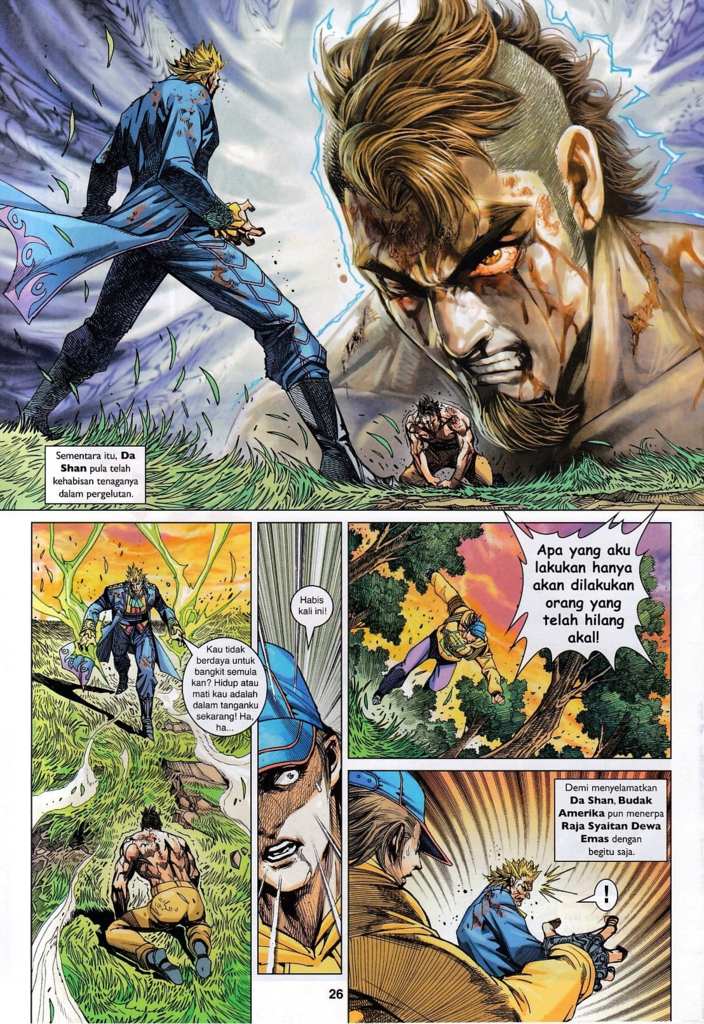 Sementara itu, Da
Shan pula telah
kehabisan tenaganya
dalam pergelutan.
Kau tidak
berdaya untuk
bangkit semula
kan? Hidup atau
mati kau adalah
dalam tanganku
sekarang! Ha,
ha...
Habis
kali ini!
Apa yang aku
lakukan hanya
akan dilakukan
orang yang
telah hilang
akal!
Demi menyelamatkan
Da Shan, Budak
Amerika pun menerpa
Raja Syaitan Dewa
Emas dengan
begitu saja.
!
26